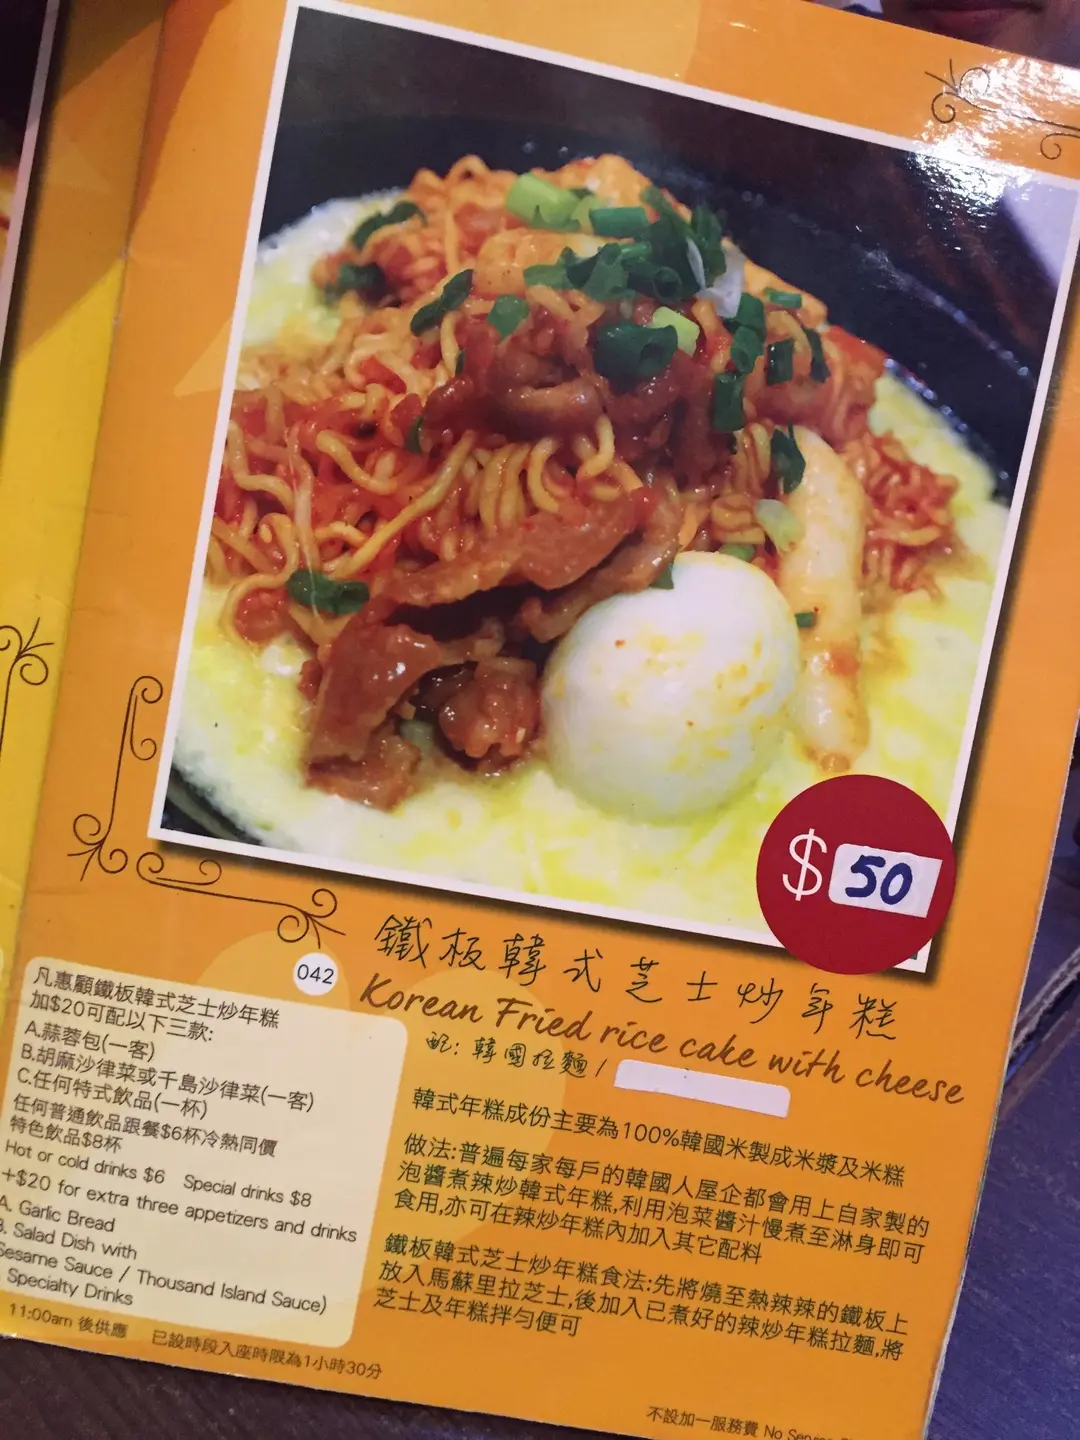 $50
鐵板韓式芝士炒年糕
042
Korean Fried rice cake with cheese
配: 韓國拉麵 /
凡惠顧鐵板韓式芝士炒年糕
加$20可配以下三款:
A.蒜蓉包(一客)
B.胡麻沙律菜或千島沙律菜(一客)
C.任何特式飲品(一杯)
任何普通飲品跟餐$6杯冷熱同價
特色飲品$8杯
Hot or cold drinks $6 Special drinks $8
+$20 for extra three appetizers and drinks
A. Garlic Bread
B. Salad Dish with
Sesame Sauce / Thousand Island Sauce)
Specialty Drinks
11:00am 後供應 已設時段入座時限為1小時30分
韓式年糕成份主要為100%韓國米製成米漿及米糕
做法:普遍每家每戶的韓國人屋企都會用上自家製的
泡醬煮辣炒韓式年糕,利用泡菜醬汁慢煮至淋身即可
食用,亦可在辣炒年糕內加入其它配料
鐵板韓式芝士炒年糕食法:先將燒至熱辣辣的鐵板上
放入馬蘇里拉芝士,後加入已煮好的辣炒年糕拉麵,將
芝士及年糕拌勻便可
不設加一服務費 No